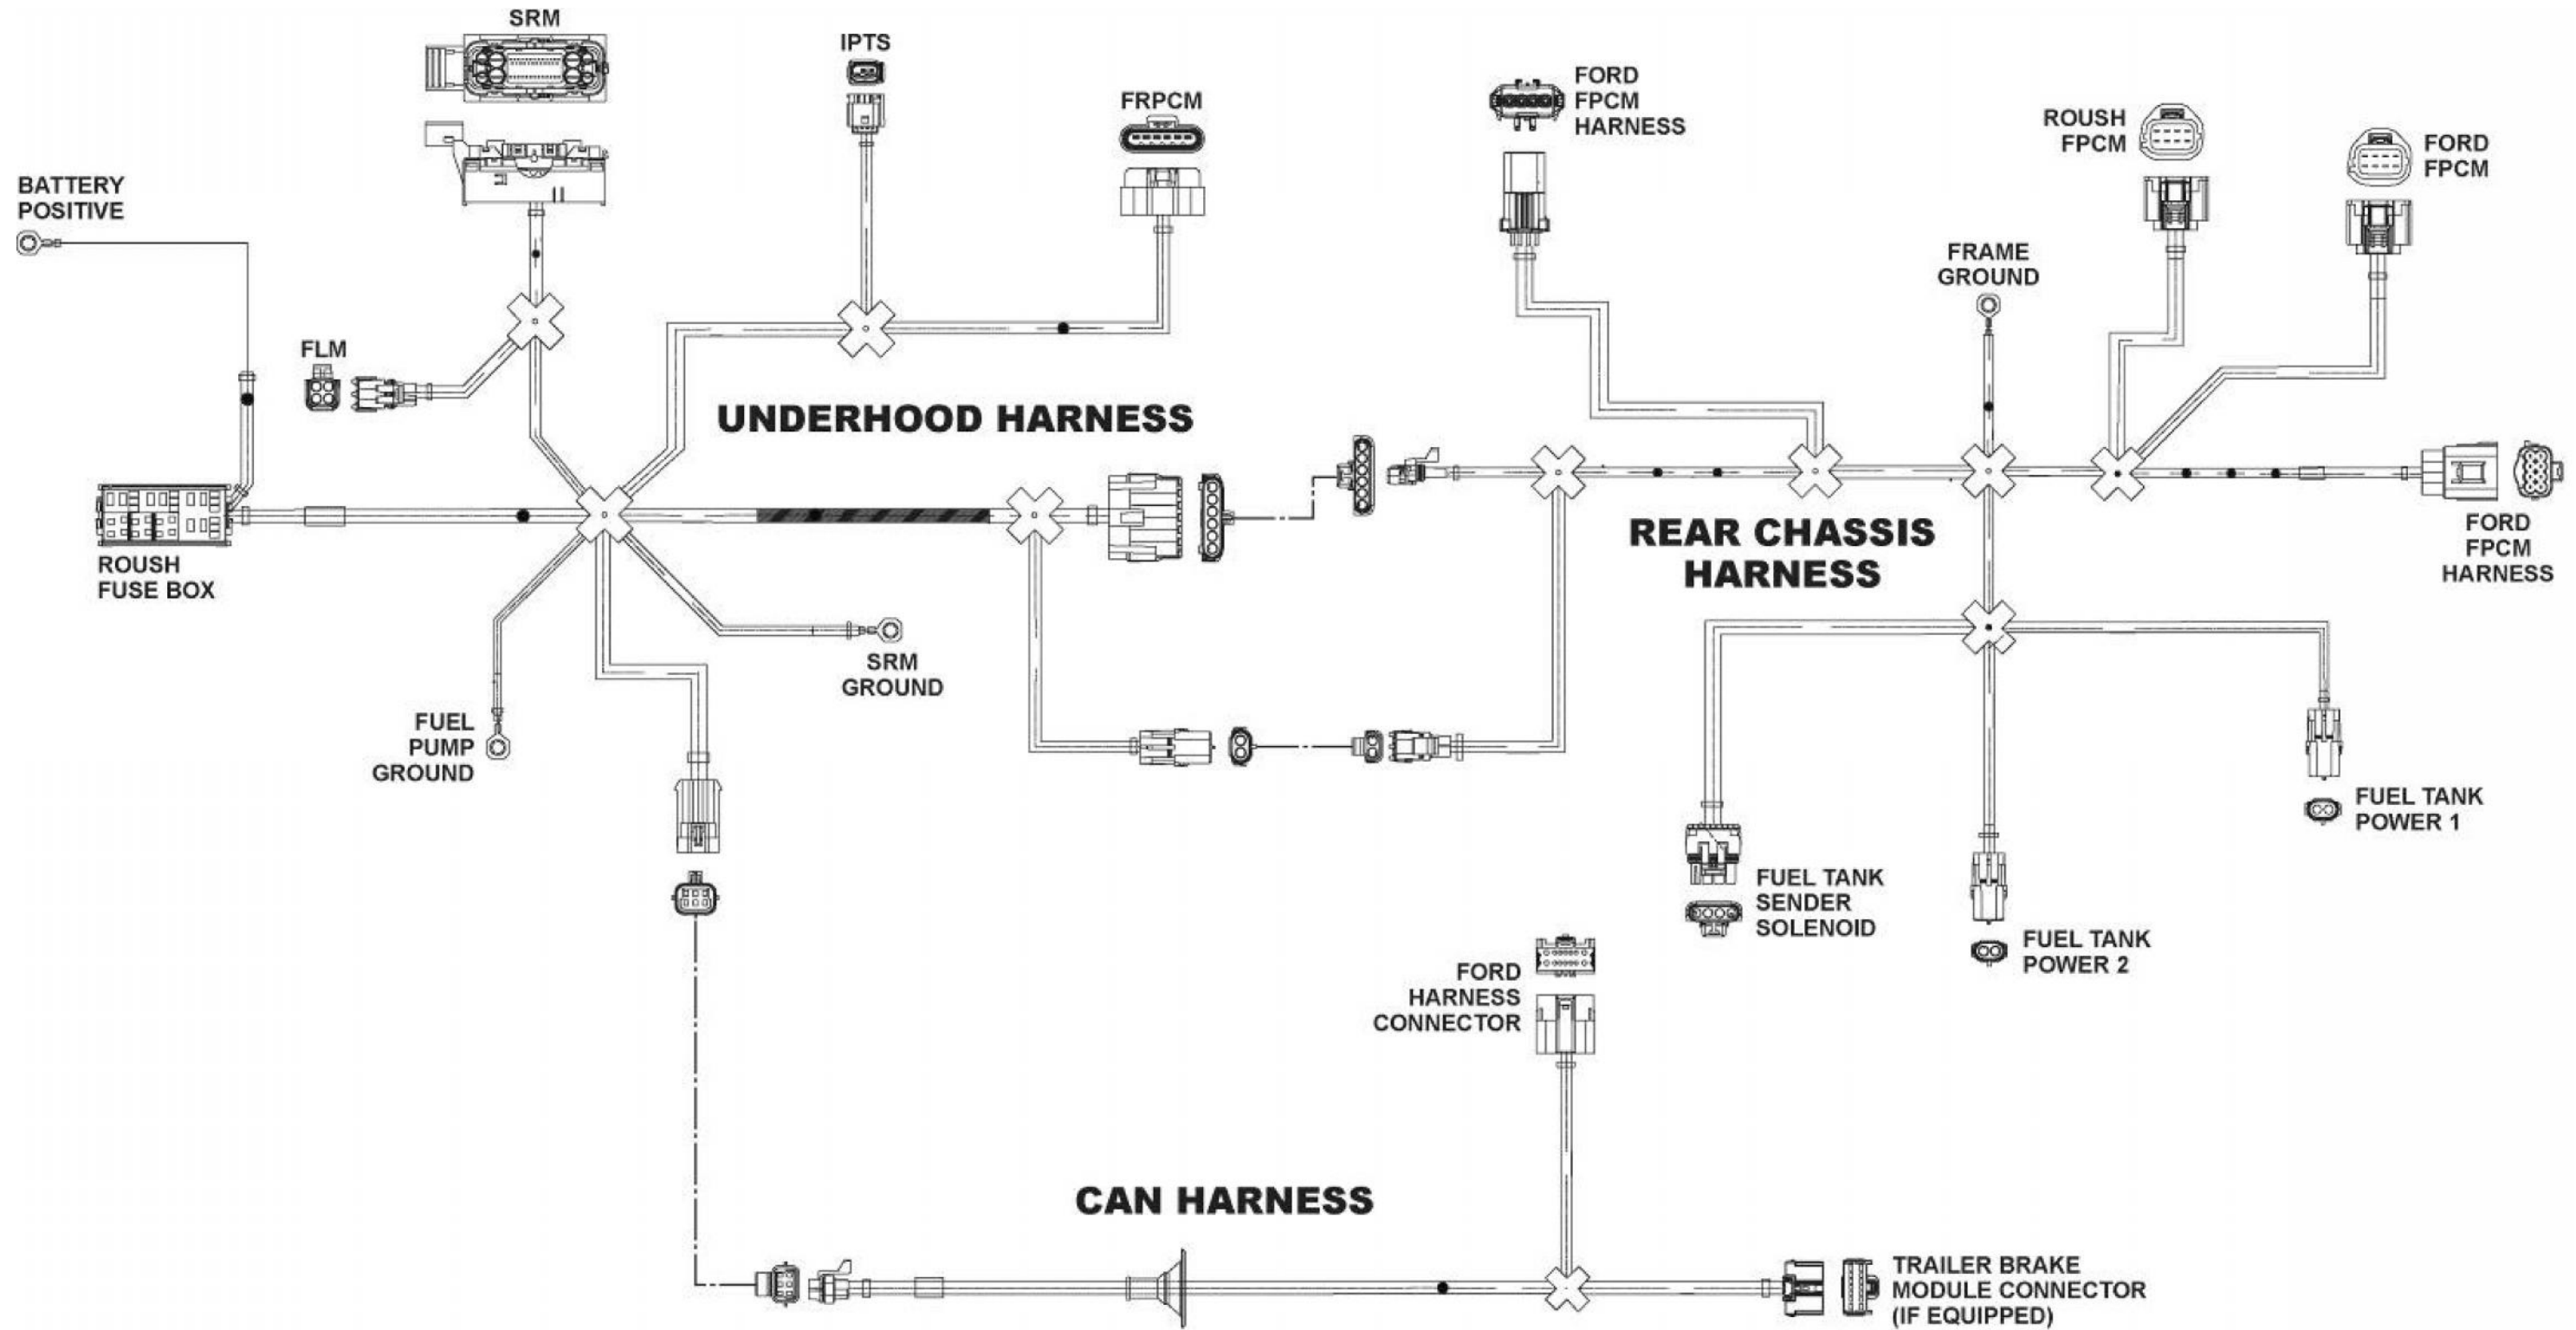 SRM
IPTS
FRPCM
FORD
FPCM
HARNESS
ROUSH
FPCM
FORD
FPCM
BATTERY
POSITIVE
FRAME
GROUND
FLM
UNDERHOOD HARNESS
ROUSH
FUSE BOX
REAR CHASSIS
HARNESS
FORD
FPCM
HARNESS
SRM
GROUND
FUEL
PUMP
GROUND
FUEL TANK
POWER 1
FUEL TANK
SENDER
SOLENOID
FUEL TANK
POWER 2
FORD
HARNESS
CONNECTOR
CAN HARNESS
TRAILER BRAKE
MODULE CONNECTOR
(IF EQUIPPED)